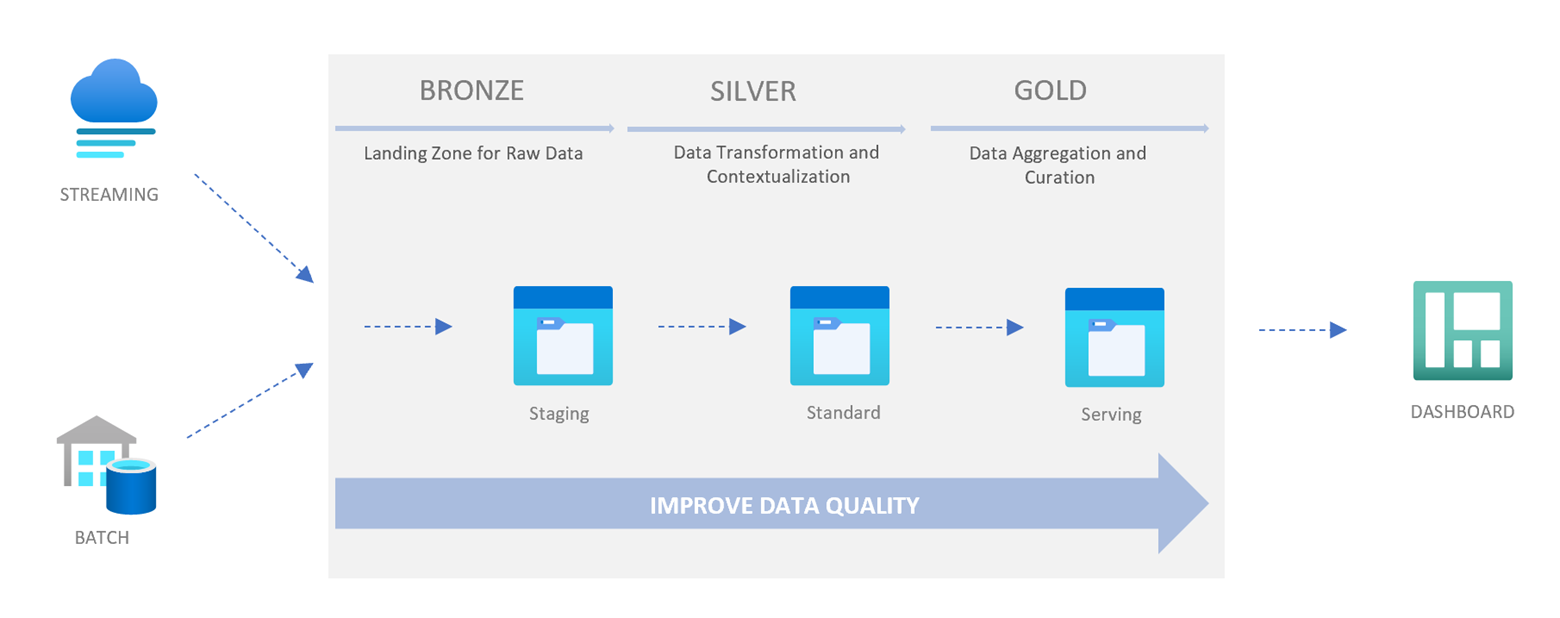 BRONZE
SILVER
GOLD
Landing Zone for Raw Data
Data Transformation and
Contextualization
Data Aggregation and
Curation
STREAMING
Staging
Standard
Serving
DASHBOARD
IMPROVE DATA QUALITY
BATCH